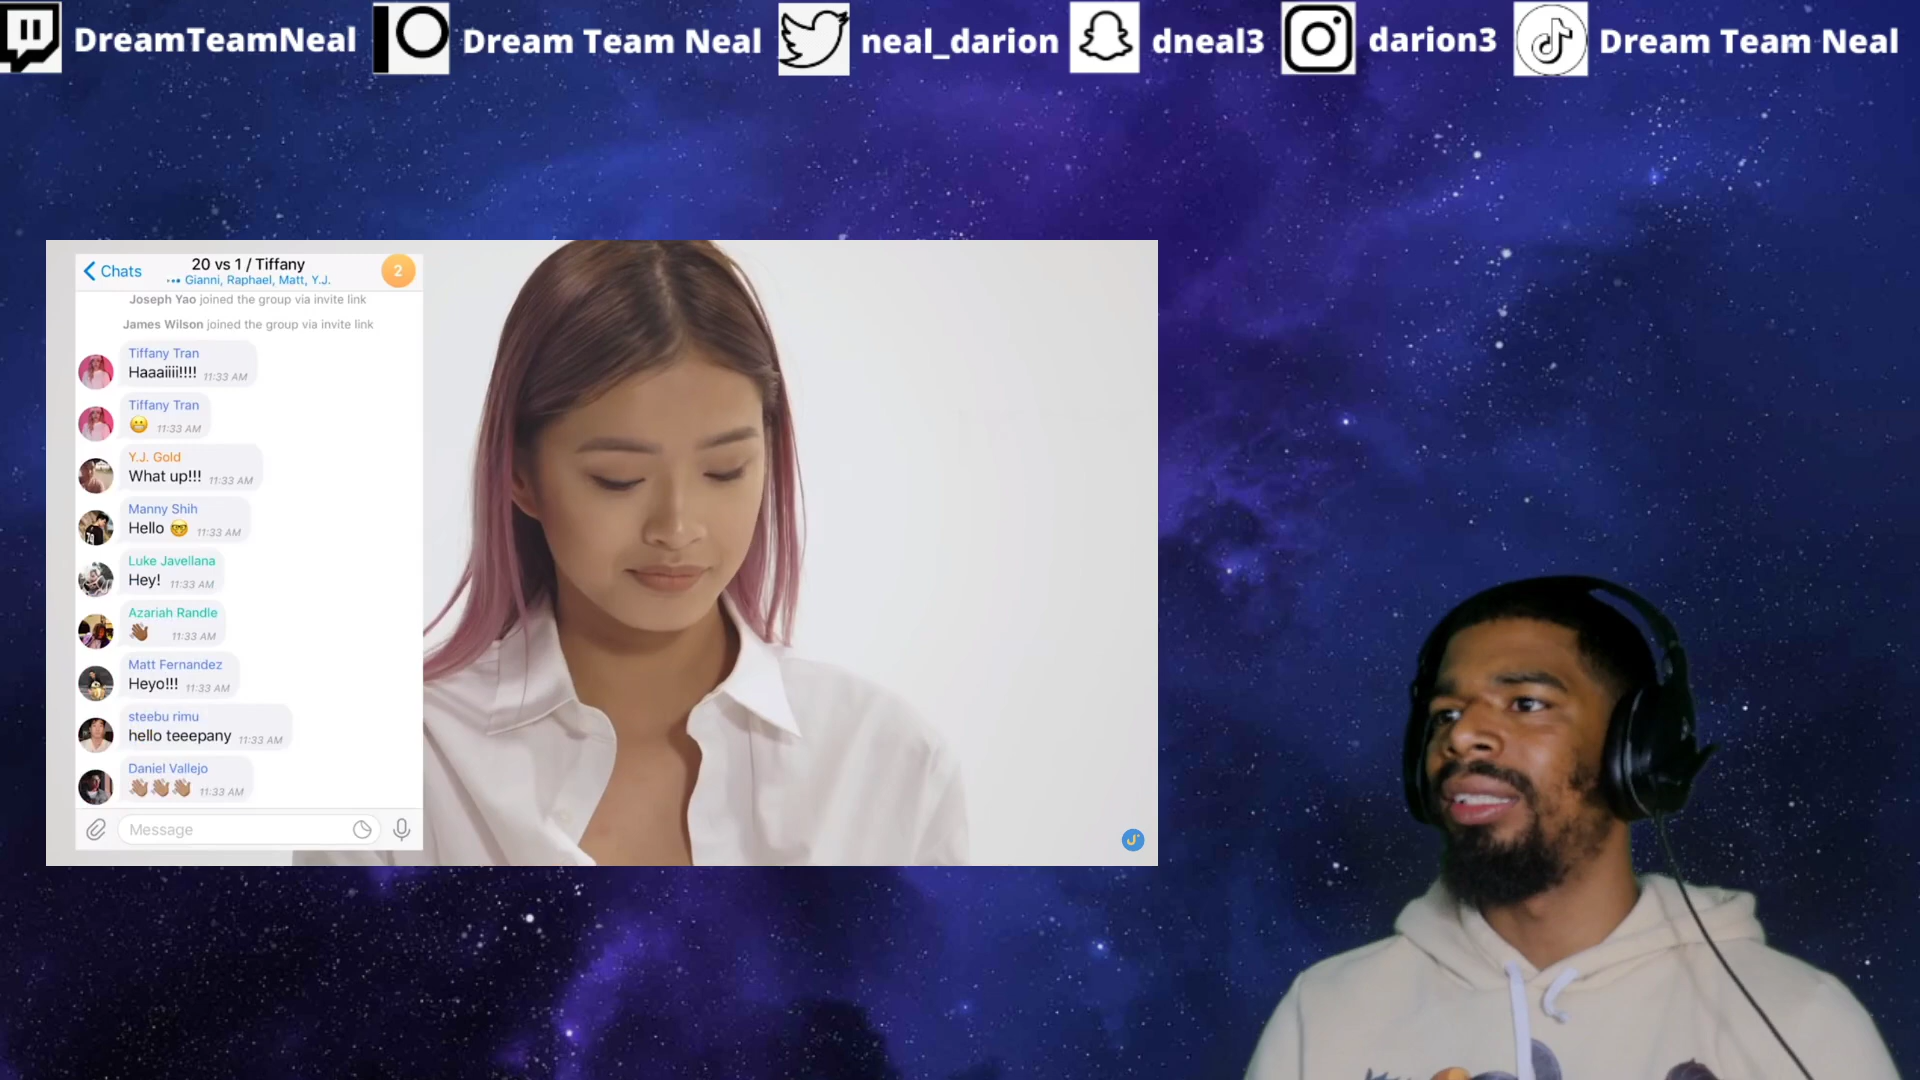 DreamTeamNeal
Dream Team Neal
neal_darion
dneal3
darion3
Dream Team Neal
Chats
20 vs 1 / Tiffany
2
Gianni, Raphael, Matt, Y.J.
Joseph Yao joined the group via invite link
James Wilson joined the group via invite link
Tiffany Tran
Haaaiiii!!!! 11:33 AM
Tiffany Tran
😬 11:33 AM
Y.J. Gold
What up!!! 11:33 AM
Manny Shih
Hello 🤓 11:33 AM
Luke Javellana
Hey! 11:33 AM
Azariah Randle
👋🏾 11:33 AM
Matt Fernandez
Heyo!!! 11:33 AM
steebu rimu
hello teeepany 11:33 AM
Daniel Vallejo
👋🏽👋🏽👋🏽 11:33 AM
Message